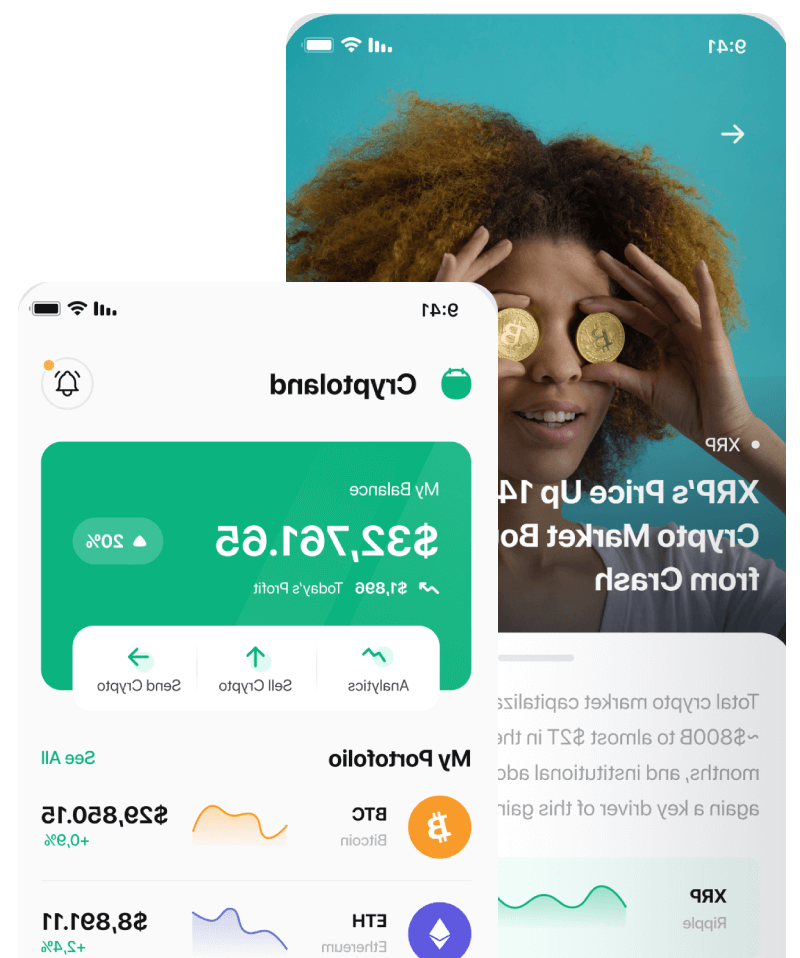 9:41
XRP
XRP's Price Up 14
Crypto Market Bo
from Crash
Total crypto market capitaliza
~$800B to almost $2T in the
months, and institutional ado
again a key driver of this gain
XRP
Ripple
9:41
Cryptoland
My Balance
$32,761.65
20%
$1,896 Today's Profit
Analytics
Sell Crypto
Send Crypto
My Portofolio
See All
BTC
Bitcoin
$29,850.15
+0,9%
ETH
Ethereum
$8,891.11
+2,4%